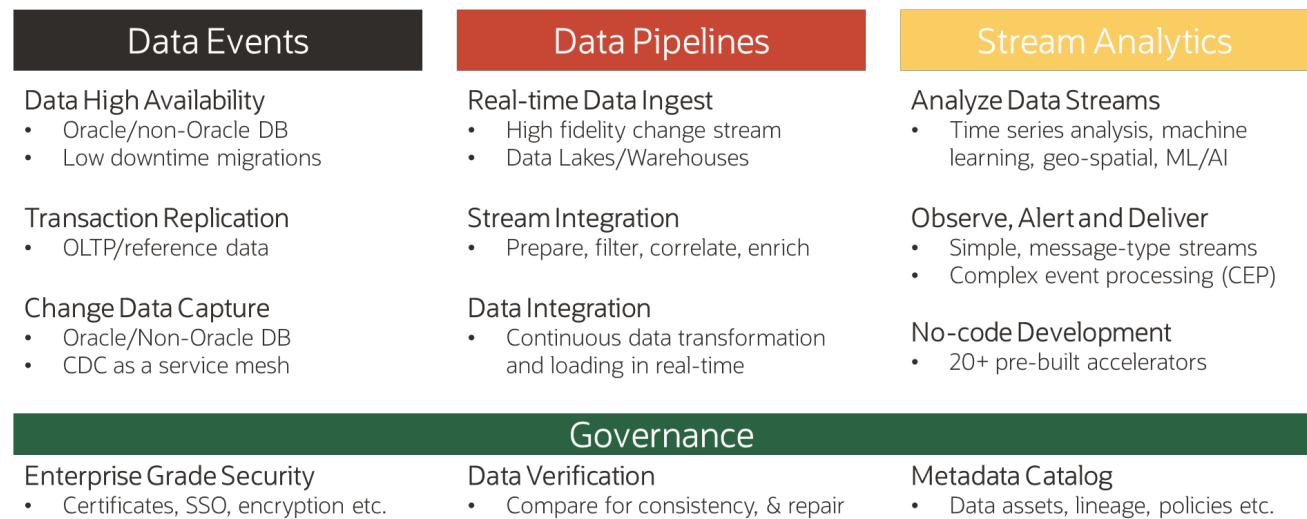 Data Events
Data High Availability
• Oracle/non-Oracle DB
• Low downtime migrations
Transaction Replication
• OLTP/reference data
Change Data Capture
• Oracle/Non-Oracle DB
• CDC as a service mesh
Data Pipelines
Real-time Data Ingest
• High fidelity change stream
• Data Lakes/Warehouses
Stream Integration
• Prepare, filter, correlate, enrich
Data Integration
• Continuous data transformation
and loading in real-time
Stream Analytics
Analyze Data Streams
• Time series analysis, machine
learning, geo-spatial, ML/AI
Observe, Alert and Deliver
• Simple, message-type streams
• Complex event processing (CEP)
No-code Development
• 20+ pre-built accelerators
Governance
Enterprise Grade Security
• Certificates, SSO, encryption etc.
Data Verification
• Compare for consistency, & repair
Metadata Catalog
• Data assets, lineage, policies etc.